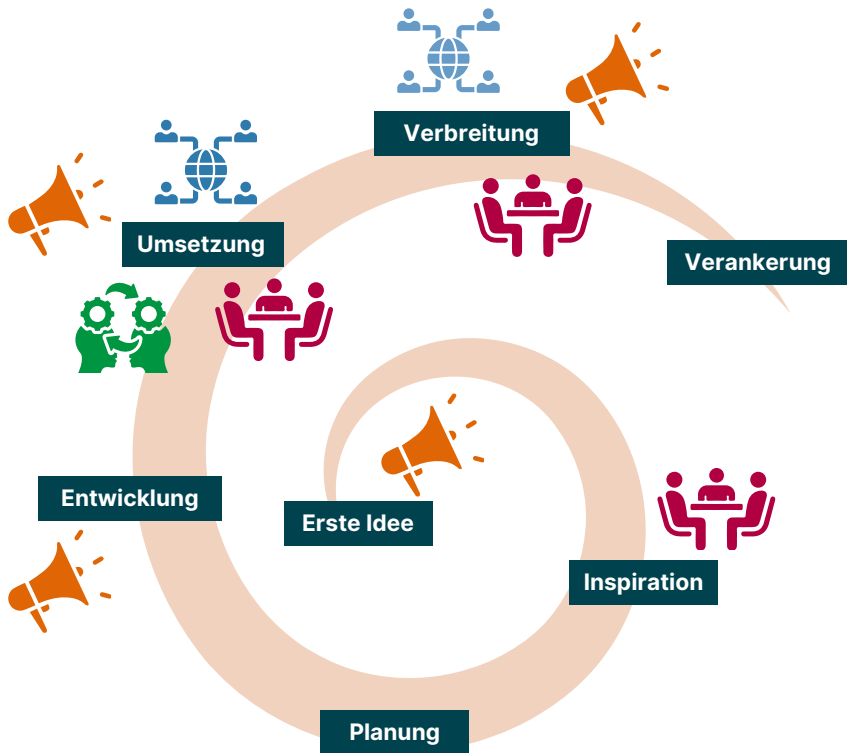 Verbreitung
Umsetzung
Verankerung
Entwicklung
Erste Idee
Inspiration
Planung